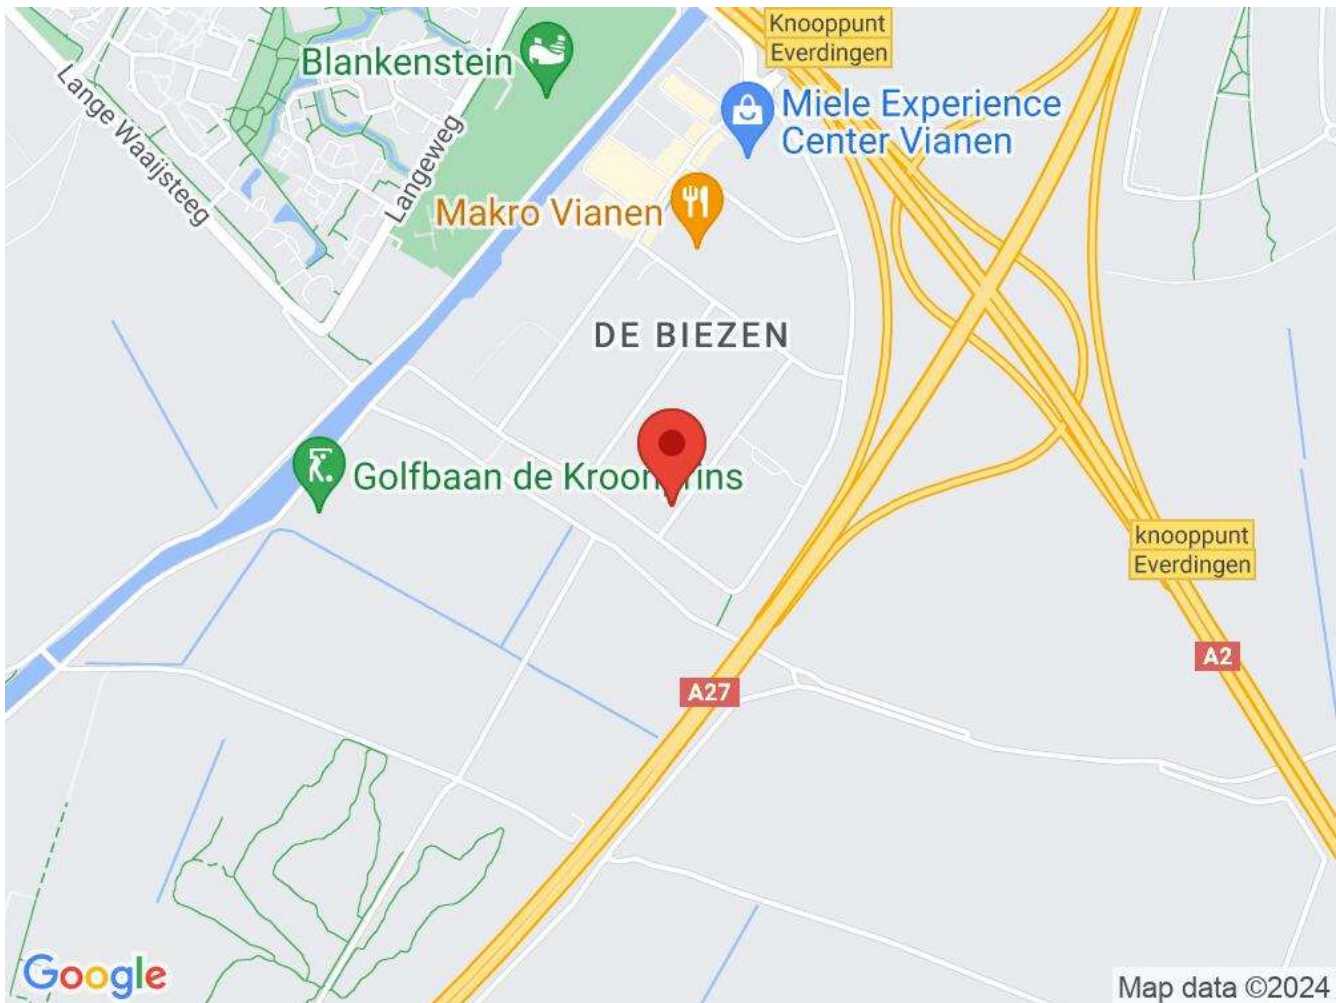 Knooppunt
Everdingen
Blankenstein
Lange Waaijsteeg
Langeweg
Miele Experience
Center Vianen
Makro Vianen
DE BIEZEN
Golfbaan de Kroonprins
knooppunt
Everdingen
A2
A27
Google
Map data ©2024